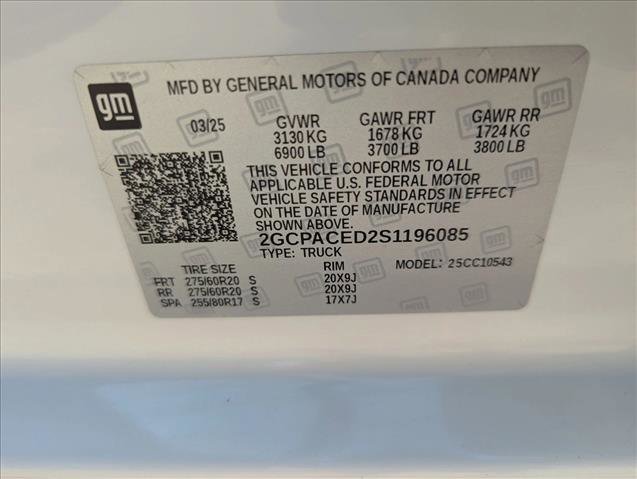 gm
MFD BY GENERAL MOTORS OF CANADA COMPANY
03/25 GVWR GAWR FRT GAWR RR
3130 KG 1678 KG 1724 KG
6900 LB 3700 LB 3800 LB
THIS VEHICLE CONFORMS TO ALL
APPLICABLE U.S. FEDERAL MOTOR
VEHICLE SAFETY STANDARDS IN EFFECT
ON THE DATE OF MANUFACTURE
2GCPACED2S1196085
TYPE: TRUCK MODEL: 25CC10543
TIRE SIZE RIM
FRT 275/60R20 S 20X9J
RR 275/60R20 S 20X9J
SPA 255/80R17 S 17X7J